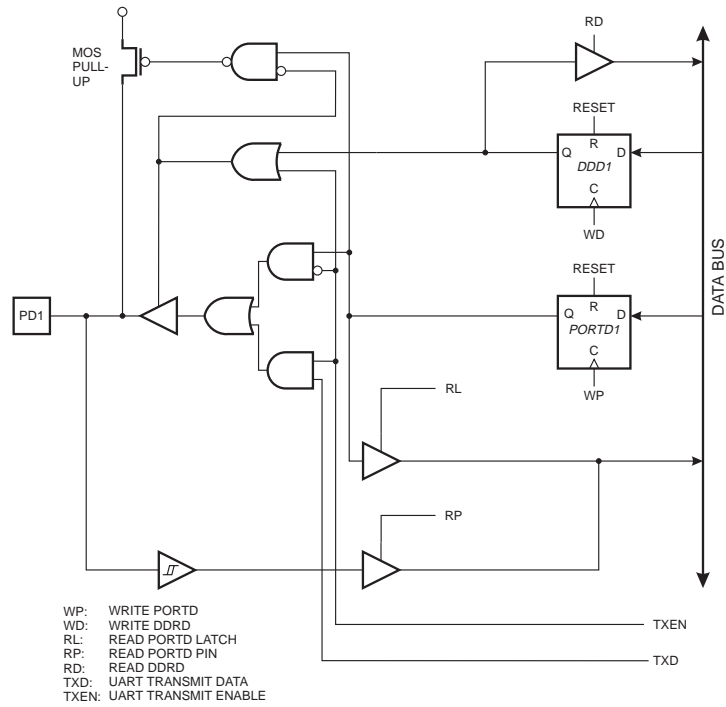 RD
MOS
PULL-
UP
RESET
R
Q
D
DDD1
C
WD
RESET
R
PD1
Q
D
PORTD1
C
WP
DATA BUS
RL
RP
TXEN
TXD
WP: WRITE PORTD
WD: WRITE DDRD
RL: READ PORTD LATCH
RP: READ PORTD PIN
RD: READ DDRD
TXD: UART TRANSMIT DATA
TXEN: UART TRANSMIT ENABLE